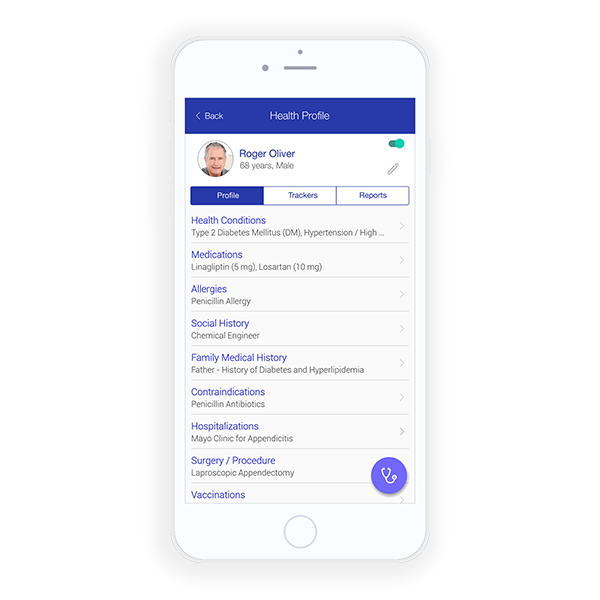 Back
Health Profile
Roger Oliver
68 years, Male
Profile
Trackers
Reports
Health Conditions
Type 2 Diabetes Mellitus (DM), Hypertension / High ...
Medications
Linagliptin (5 mg), Losartan (10 mg)
Allergies
Penicillin Allergy
Social History
Chemical Engineer
Family Medical History
Father - History of Diabetes and Hyperlipidemia
Contraindications
Penicillin Antibiotics
Hospitalizations
Mayo Clinic for Appendicitis
Surgery / Procedure
Laproscopic Appendectomy
Vaccinations